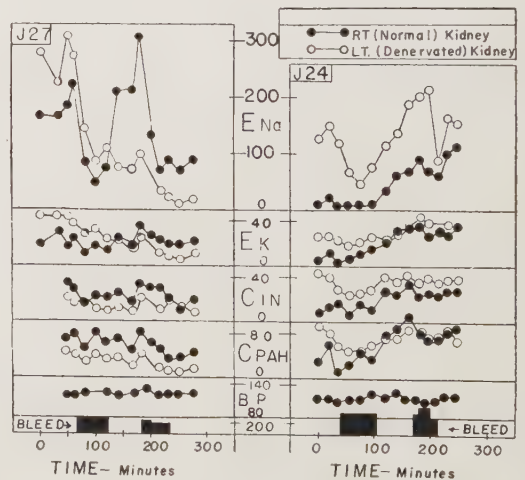 J27
300
RT (Normal) Kidney
LT. (Denervated) Kidney
J24
200
ENa
100
0
40
EK
0
40
CIN
0
80
CPAH
0
140
BP
80
BLEED→
200
←BLEED
0 100 200 300
0 100 200 300
TIME– Minutes
TIME– Minutes